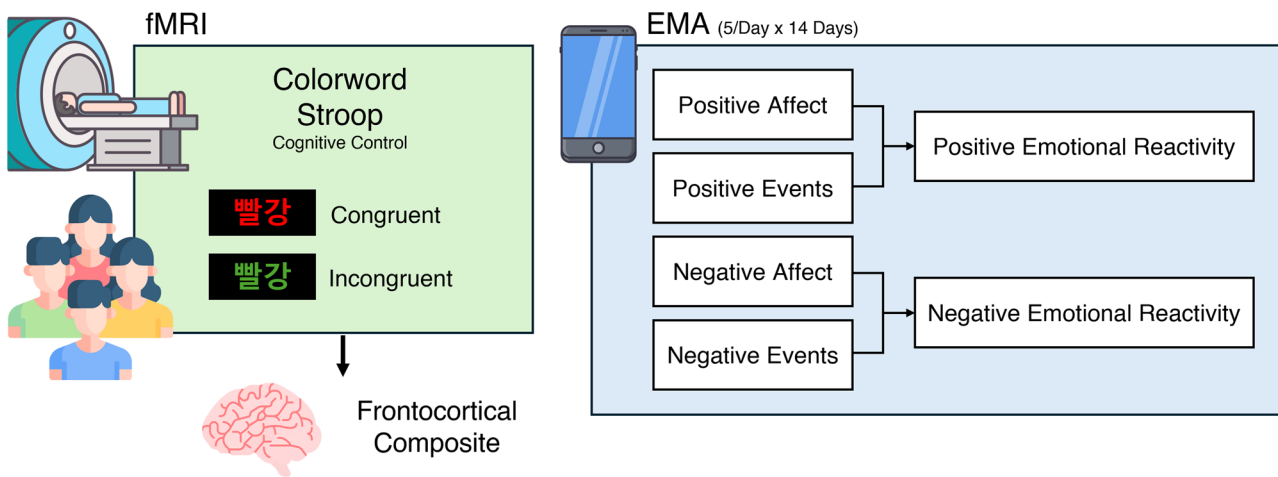 fMRI
Colorword
Stroop
Cognitive Control
빨강 Congruent
빨강 Incongruent
Frontocortical
Composite
EMA (5/Day x 14 Days)
Positive Affect
Positive Events
Positive Emotional Reactivity
Negative Affect
Negative Events
Negative Emotional Reactivity